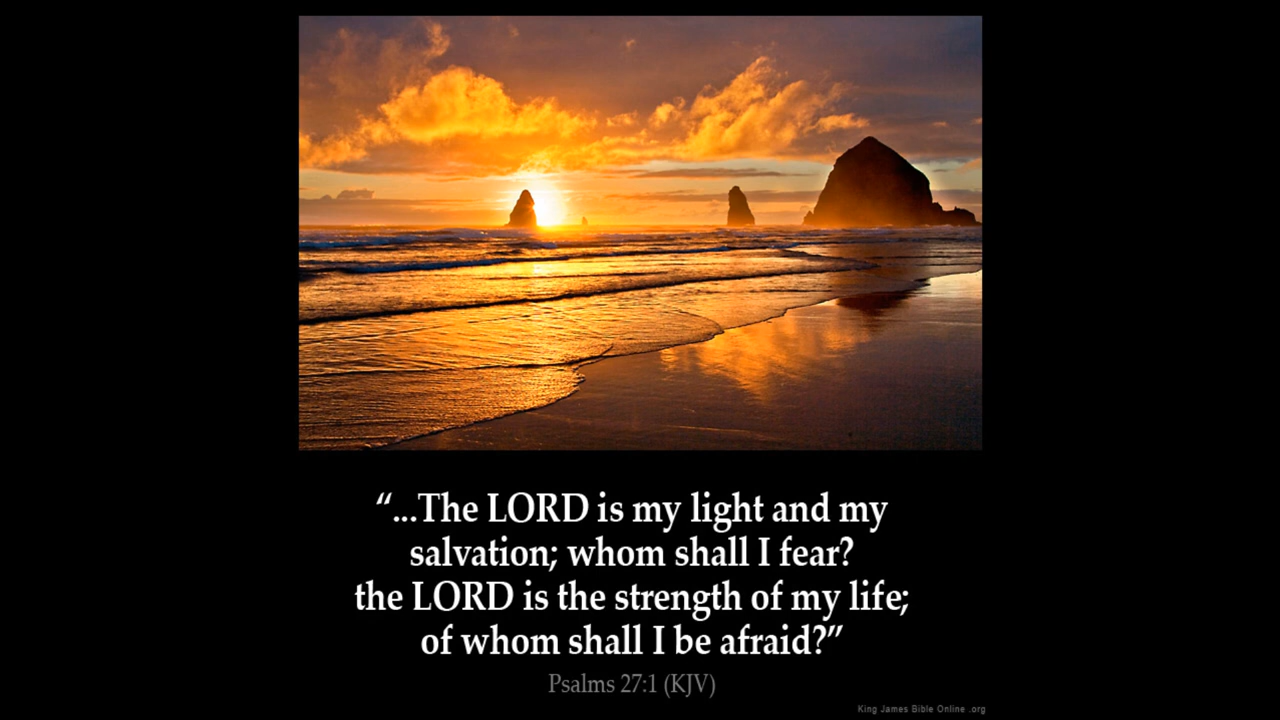 “...The LORD is my light and my
salvation; whom shall I fear?
the LORD is the strength of my life;
of whom shall I be afraid?”
Psalms 27:1 (KJV)
King James Bible Online .org